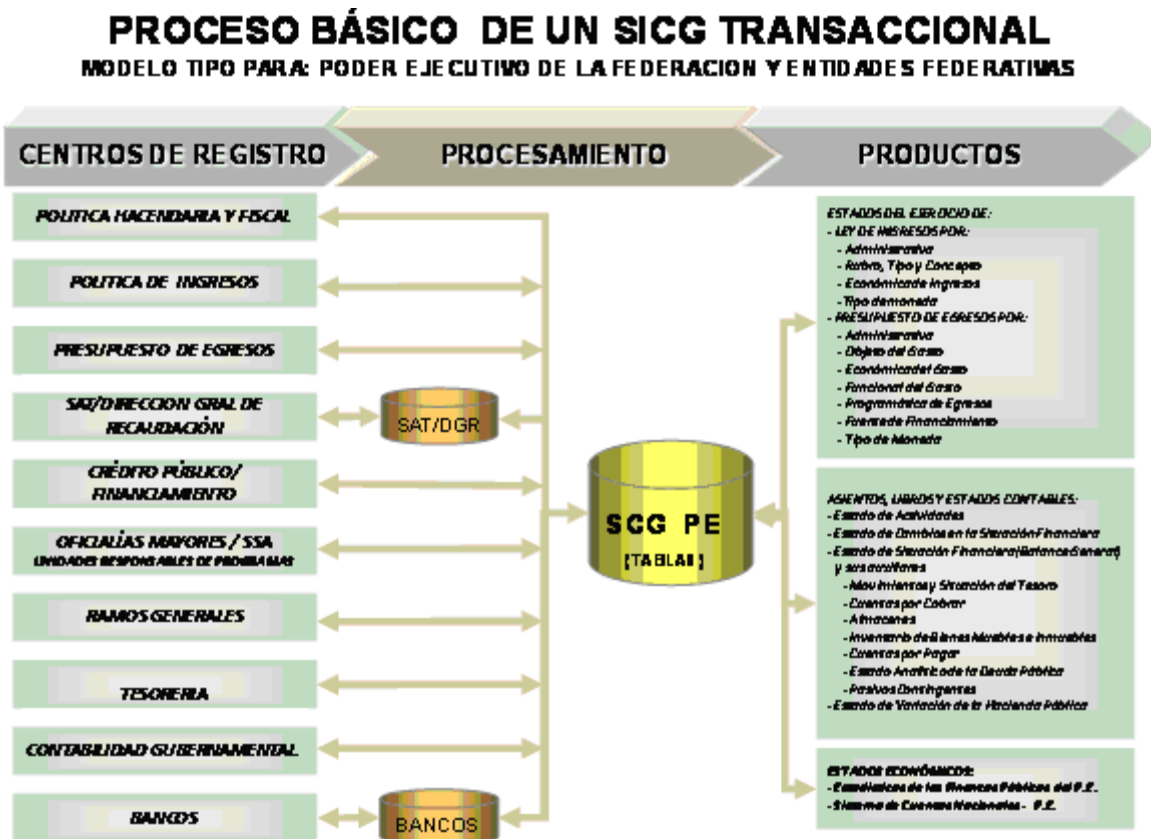 PROCESO BÁSICO DE UN SICG TRANSACCIONAL
MODELO TIPO PARA: PODER EJECUTIVO DE LA FEDERACION Y ENTIDADES FEDERATIVAS
CENTROS DE REGISTRO
PROCESAMIENTO
PRODUCTOS
POLITICA HACENDARIA Y FISCAL
POLITICA DE INGRESOS
PRESUPUESTO DE EGRESOS
SAT/DIRECCION GRAL DE
RECAUDACIÓN
CRÉDITO PÚBLICO/
FINANCIAMIENTO
OFICIALIAS MAYORES / SSA
UNIDADES RESPONSABLES DE PROGRAMAS
RAMOS GENERALES
TESORERIA
CONTABILIDAD GUBERNAMENTAL
BANCOS
SAT/DGR
BANCOS
SCG PE
ESTADOS DEL EJERCICIO DE:
- LEY DE INGRESOS POR:
- Administrativa
- Rubro, Tipo y Concepto
- Económica de Ingresos
- Tipo de moneda
- PRESUPUESTO DE EGRESOS POR:
- Administrativa
- Objeto del Gasto
- Económica del Gasto
- Funcional del Gasto
- Programática de Egresos
- Fuente de Financiamiento
- Tipo de Moneda
ASIENTOS, LIBROS Y ESTADOS CONTABLES:
- Estado de Actividades
- Estado de Cambios en la Situación Financiera
- Estado de Situación Financiera (Balance General)
y sus auxiliares
- Movimientos y Situación del Tesoro
- Cuentas por Cobrar
- Almacenes
- Inventario de Bienes Muebles e Inmuebles
- Cuentas por Pagar
- Estado Analítico de la Deuda Pública
- Pasivos Contingentes
- Estado de Variación de la Hacienda Pública
ESTADOS ECONÓMICOS:
- Estadísticas de las Finanzas Públicas del P.E.
- Sistema de Cuentas Nacionales - P.E.